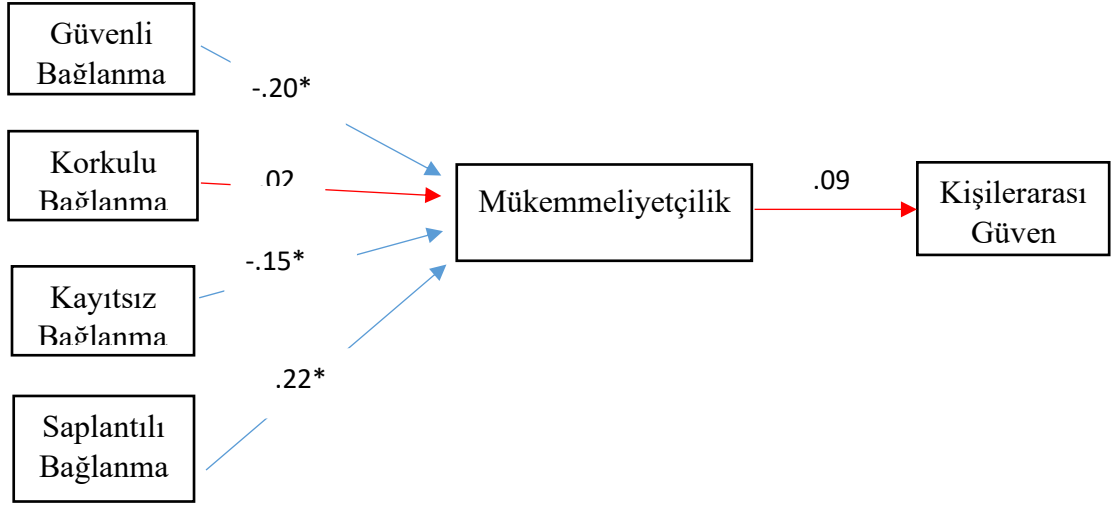 Güvenli
Bağlanma
-.20*
Korkulu
Bağlanma
.02
Mükemmeliyetçilik
.09
Kişilerarası
Güven
-.15*
Kayıtsız
Bağlanma
.22*
Saplantılı
Bağlanma